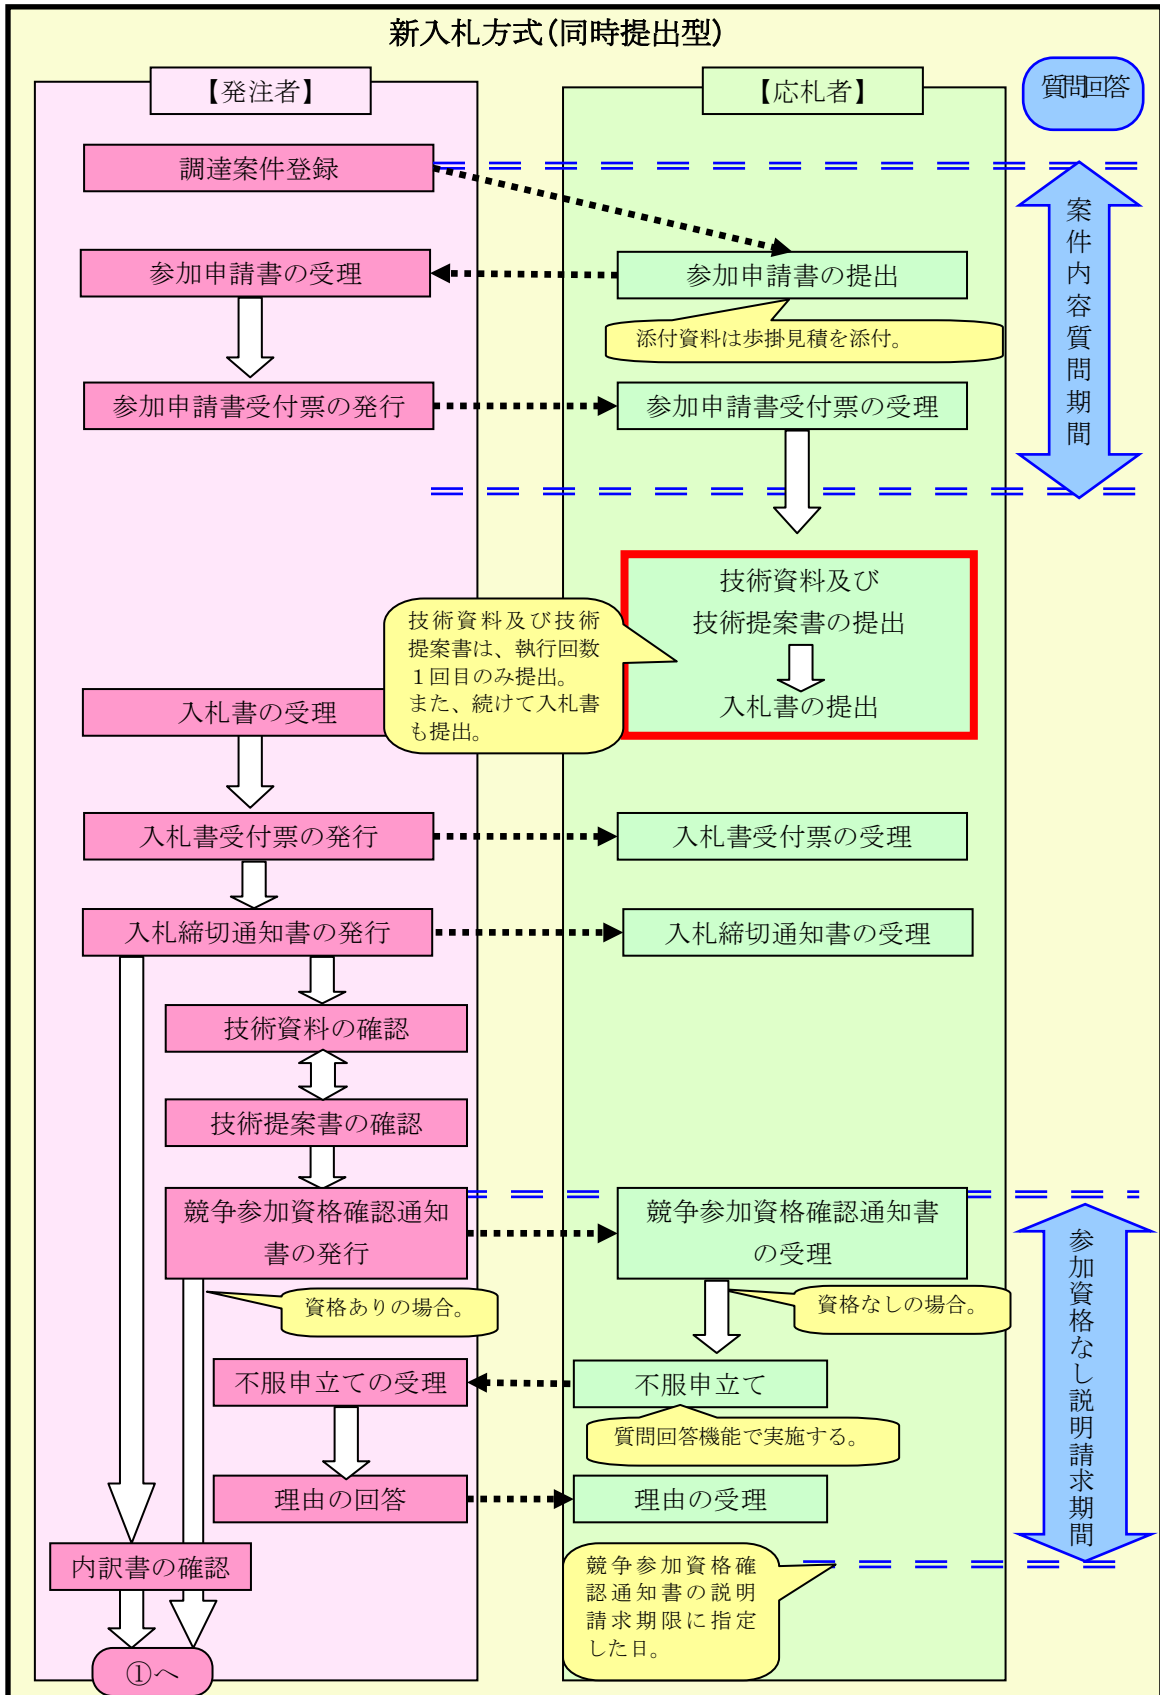 新入札方式(同時提出型)
【発注者】
【応札者】
質問回答
調達案件登録
参加申請書の受理
参加申請書の提出
添付資料は歩掛見積を添付。
参加申請書受付票の発行
参加申請書受付票の受理
案件内容質問期間
技術資料及び
技術提案書の提出
入札書の提出
技術資料及び技術
提案書は、執行回数
１回目のみ提出。
また、続けて入札書
も提出。
入札書の受理
入札書受付票の発行
入札書受付票の受理
入札締切通知書の発行
入札締切通知書の受理
技術資料の確認
技術提案書の確認
競争参加資格確認通知
書の発行
競争参加資格確認通知書
の受理
資格ありの場合。
資格なしの場合。
不服申立ての受理
不服申立て
質問回答機能で実施する。
理由の回答
理由の受理
参加資格なし説明請求期間
内訳書の確認
競争参加資格確
認通知書の説明
請求期限に指定
した日。
①へ